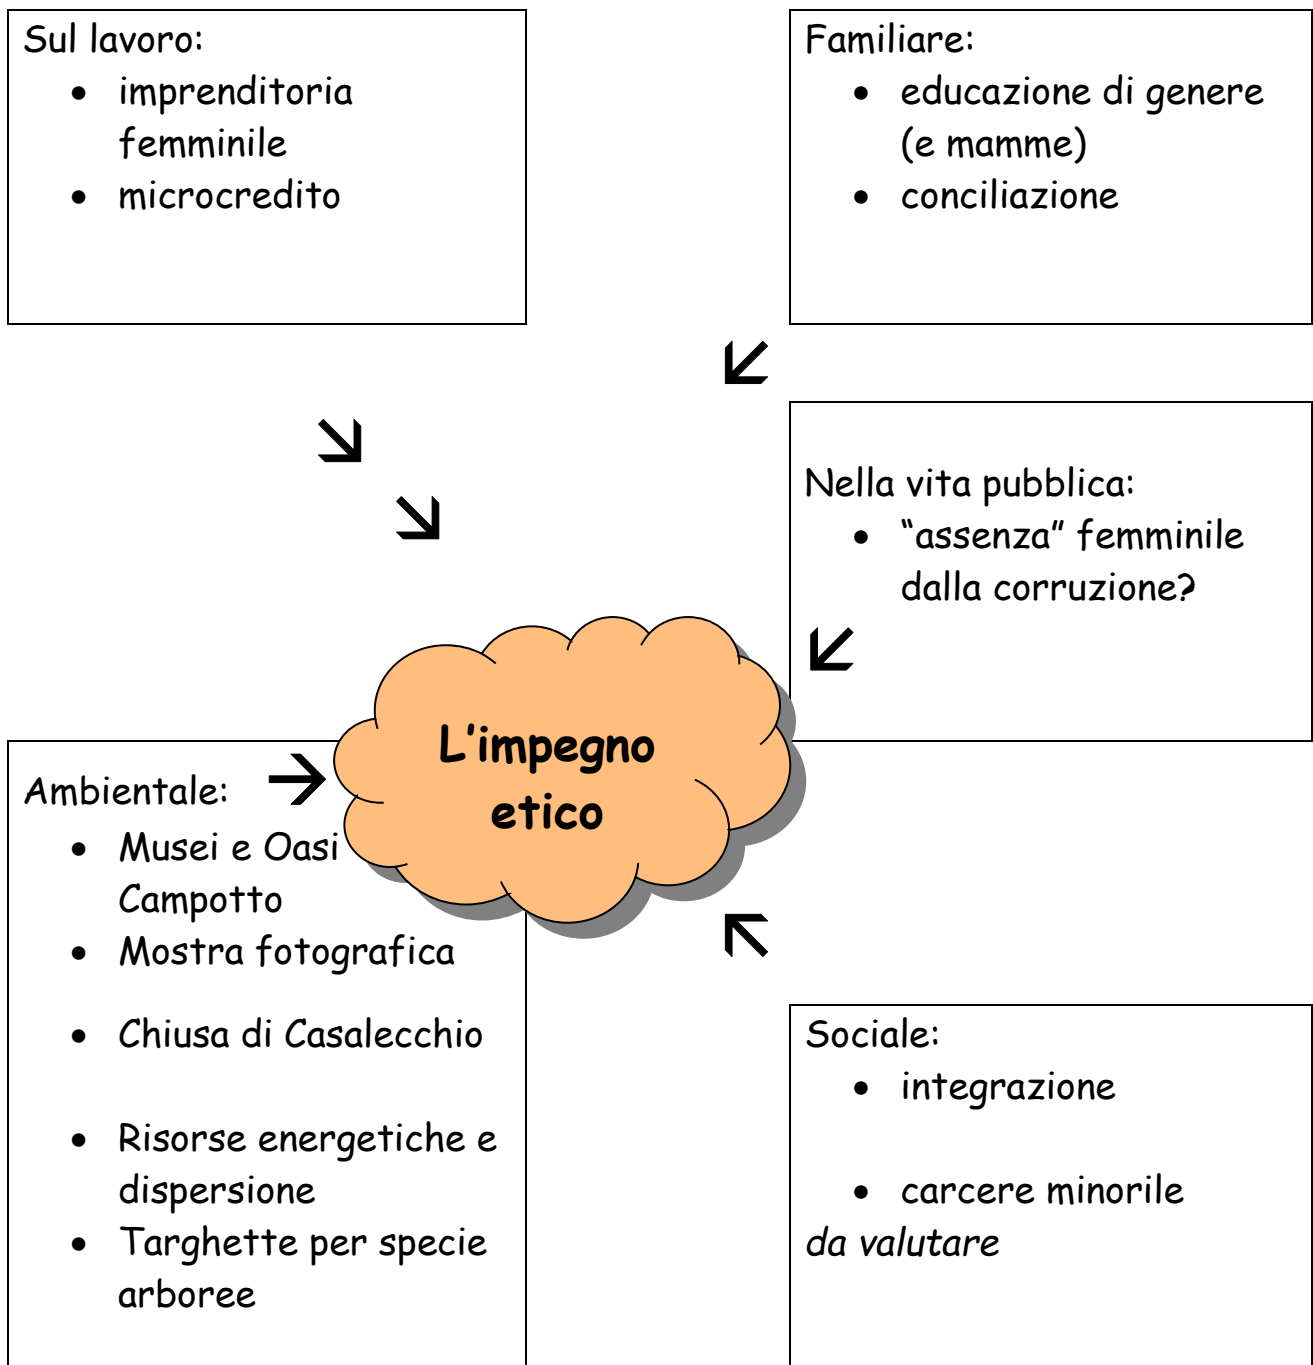 Sul lavoro:
• imprenditoria
femminile
• microcredito
Familiare:
• educazione di genere
(e mamme)
• conciliazione
Nella vita pubblica:
• “assenza” femminile
dalla corruzione?
L’impegno
etico
Ambientale:
• Musei e Oasi
Campotto
• Mostra fotografica
• Chiusa di Casalecchio
• Risorse energetiche e
dispersione
• Targhette per specie
arboree
Sociale:
• integrazione
• carcere minorile
da valutare